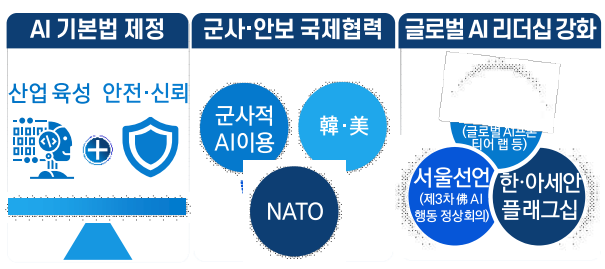 AI 기본법 제정
산업 육성 안전·신뢰
군사·안보 국제협력
군사적
AI이용
韓·美
NATO
글로벌 AI 리더십 강화
(글로벌 AI프론
티어 랩 등)
서울선언
(제3차 佛 AI
행동 정상회의)
한·아세안
플래그십